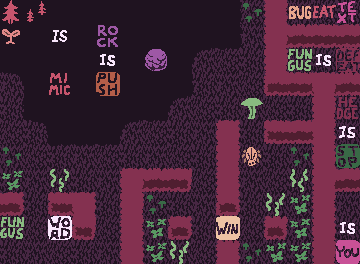 BUG EAT TEXT
IS ROCK
FUNGUS IS DEFEAT
IS
MIMIC PUSH
HEDGE
IS
STOP
FUNGUS WORD WIN IS
YOU